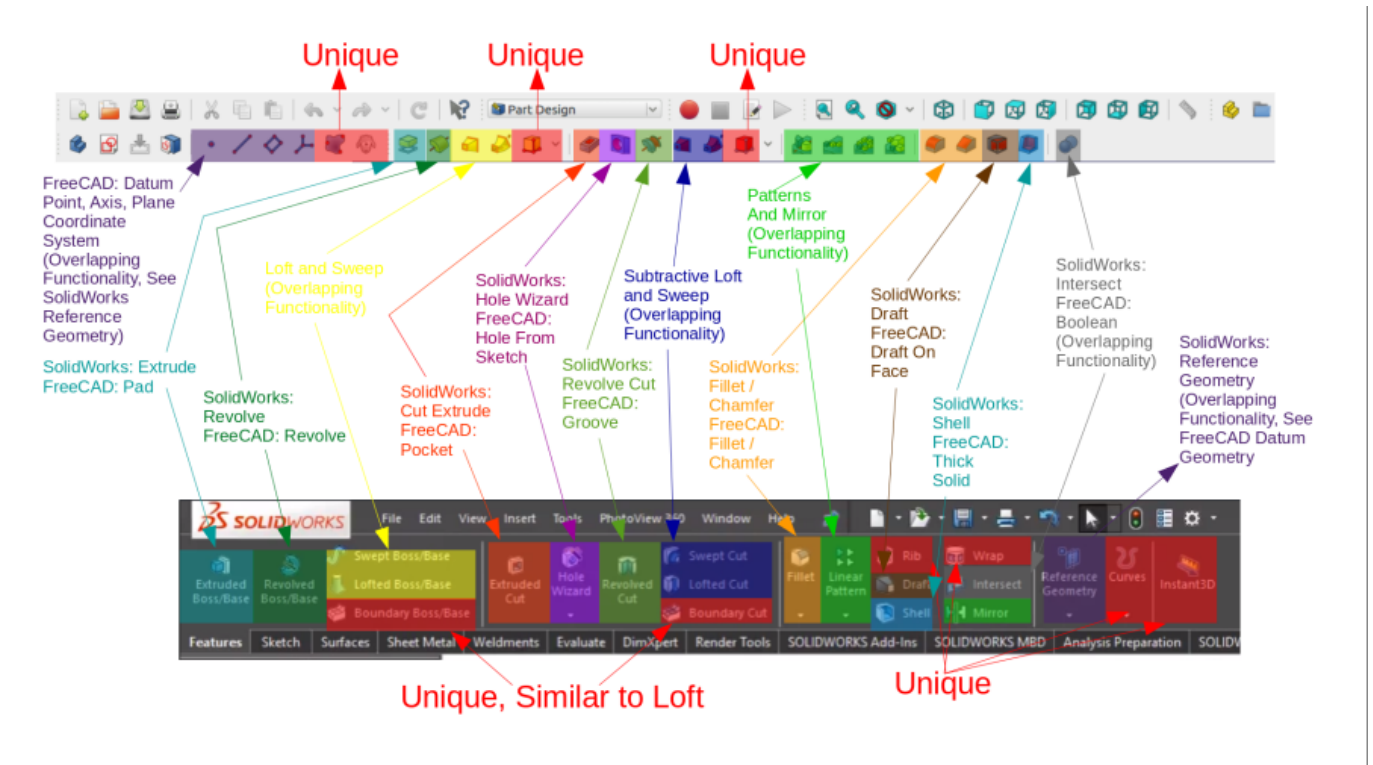 Unique
Unique
Unique
Part Design
FreeCAD: Datum
Point, Axis, Plane
Coordinate
System
(Overlapping
Functionality, See
SolidWorks
Reference
Geometry)
SolidWorks: Extrude
FreeCAD: Pad
SolidWorks:
Revolve
FreeCAD: Revolve
Loft and Sweep
(Overlapping
Functionality)
SolidWorks:
Cut Extrude
FreeCAD:
Pocket
SolidWorks:
Hole Wizard
FreeCAD:
Hole From
Sketch
SolidWorks:
Revolve Cut
FreeCAD:
Groove
Subtractive Loft
and Sweep
(Overlapping
Functionality)
Patterns
And Mirror
(Overlapping
Functionality)
SolidWorks:
Fillet /
Chamfer
FreeCAD:
Fillet /
Chamfer
SolidWorks:
Draft
FreeCAD:
Draft On
Face
SolidWorks:
Shell
FreeCAD:
Thick
Solid
SolidWorks:
Intersect
FreeCAD:
Boolean
(Overlapping
Functionality)
SolidWorks:
Reference
Geometry
(Overlapping
Functionality, See
FreeCAD Datum
Geometry
SOLIDWORKS
File Edit View Insert Tools PhotoView 360 Window Help
Extruded
Boss/Base
Revolved
Boss/Base
Swept Boss/Base
Lofted Boss/Base
Boundary Boss/Base
Extruded
Cut
Hole
Wizard
Revolved
Cut
Swept Cut
Lofted Cut
Boundary Cut
Fillet
Linear
Pattern
Rib
Draft
Shell
Wrap
Intersect
Mirror
Reference
Geometry
Curves
Instant3D
Features Sketch Surfaces Sheet Metal Weldments Evaluate DimXpert Render Tools SOLIDWORKS Add-Ins SOLIDWORKS MBD Analysis Preparation SOLIDW
Unique, Similar to Loft
Unique